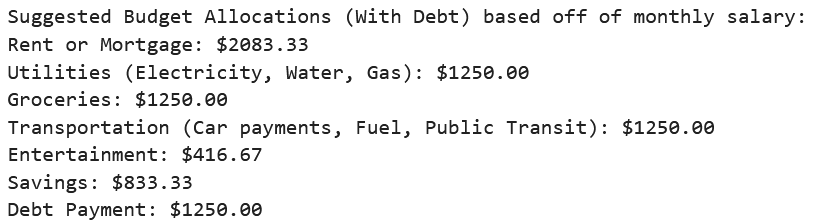 Suggested Budget Allocations (With Debt) based off of monthly salary:
Rent or Mortgage: $2083.33
Utilities (Electricity, Water, Gas): $1250.00
Groceries: $1250.00
Transportation (Car payments, Fuel, Public Transit): $1250.00
Entertainment: $416.67
Savings: $833.33
Debt Payment: $1250.00